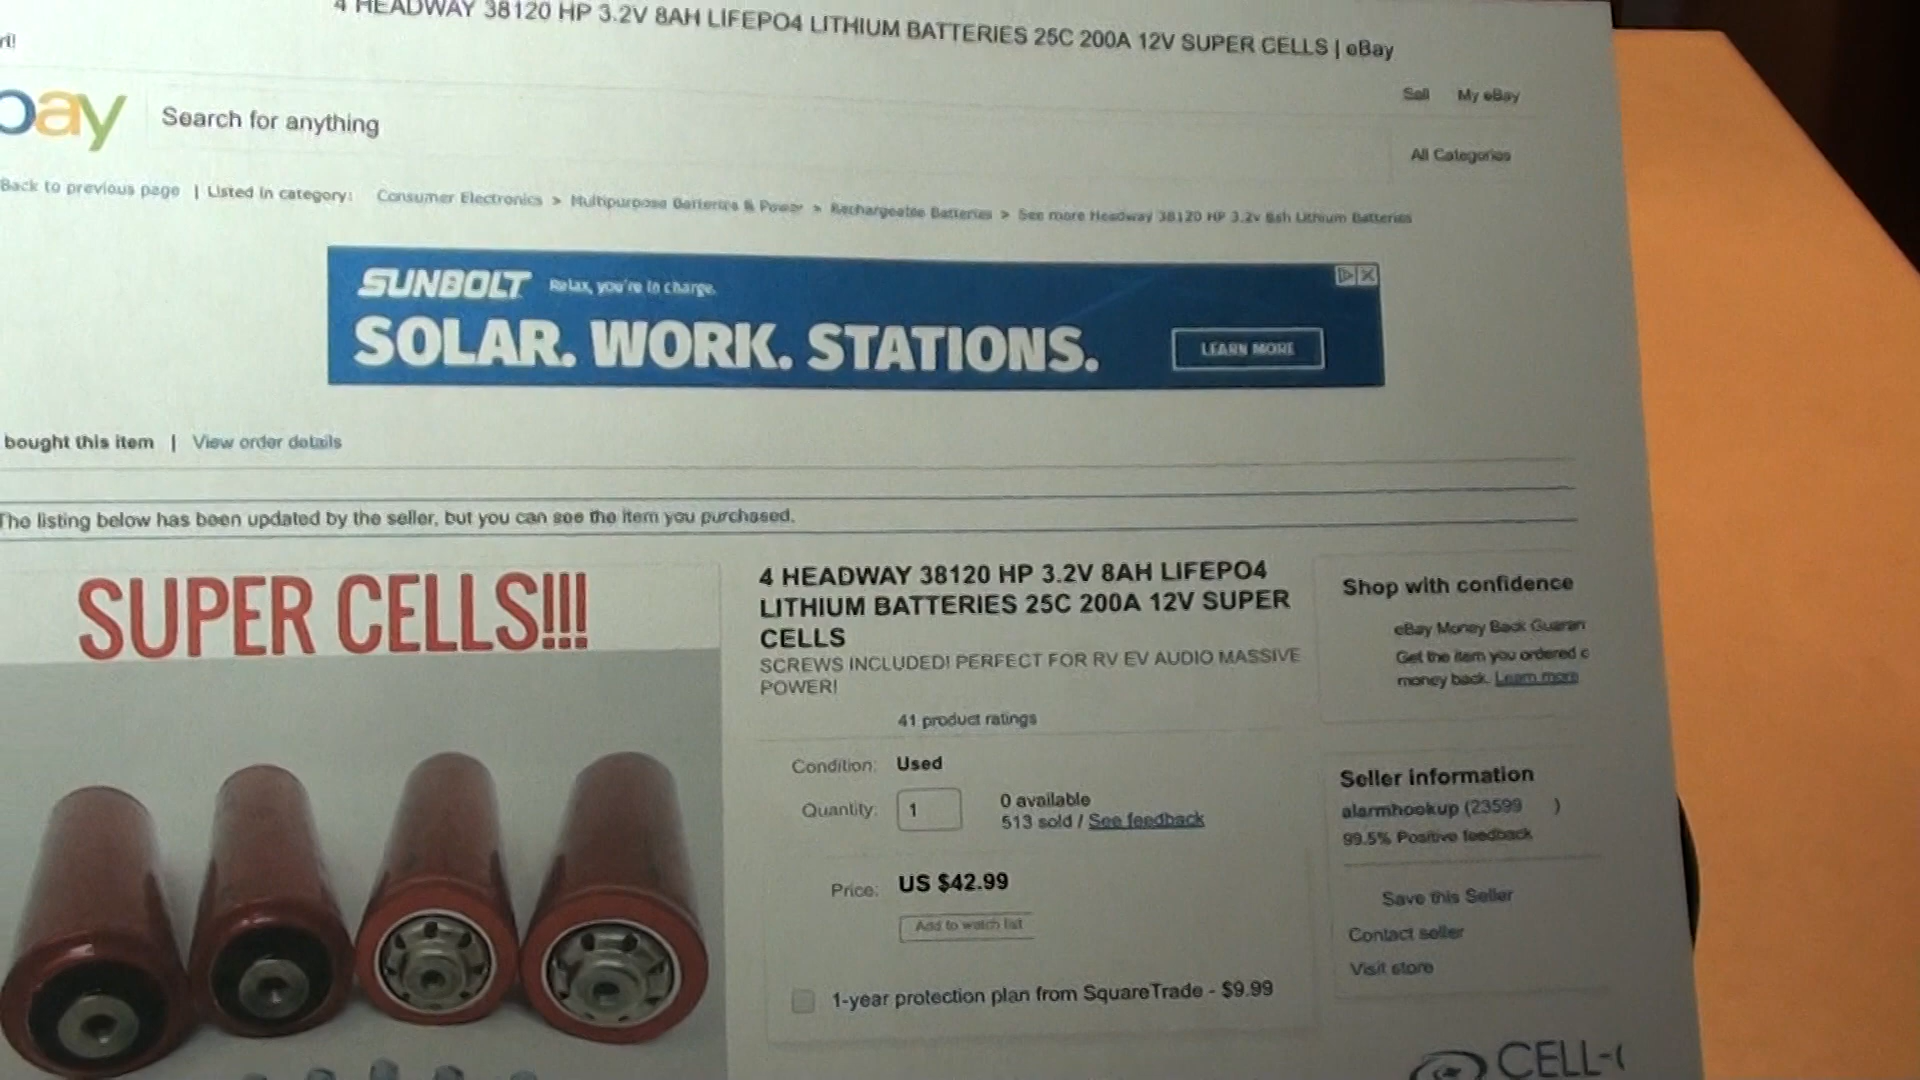 4 HEADWAY 38120 HP 3.2V 8AH LIFEPO4 LITHIUM BATTERIES 25C 200A 12V SUPER CELLS | eBay
bay
Search for anything
Sell My eBay
All Categories
Back to previous page | Listed in category: Consumer Electronics > Multipurpose Batteries & Power > Rechargeable Batteries > See more Headway 38120 HP 3.2v 8ah Lithium Batteries
SUNBOLT Relax, you're in charge.
SOLAR. WORK. STATIONS.
LEARN MORE
bought this item | View order details
The listing below has been updated by the seller, but you can see the item you purchased.
SUPER CELLS!!!
4 HEADWAY 38120 HP 3.2V 8AH LIFEPO4
LITHIUM BATTERIES 25C 200A 12V SUPER
CELLS
SCREWS INCLUDED! PERFECT FOR RV EV AUDIO MASSIVE
POWER!
41 product ratings
Condition: Used
Quantity: 1
0 available
513 sold / See feedback
Price: US $42.99
Add to watch list
1-year protection plan from SquareTrade - $9.99
Shop with confidence
eBay Money Back Guaran
Get the item you ordered o
money back. Learn more
Seller information
alarmhookup (23599 )
99.5% Positive feedback
Save this Seller
Contact seller
Visit store
CELL-